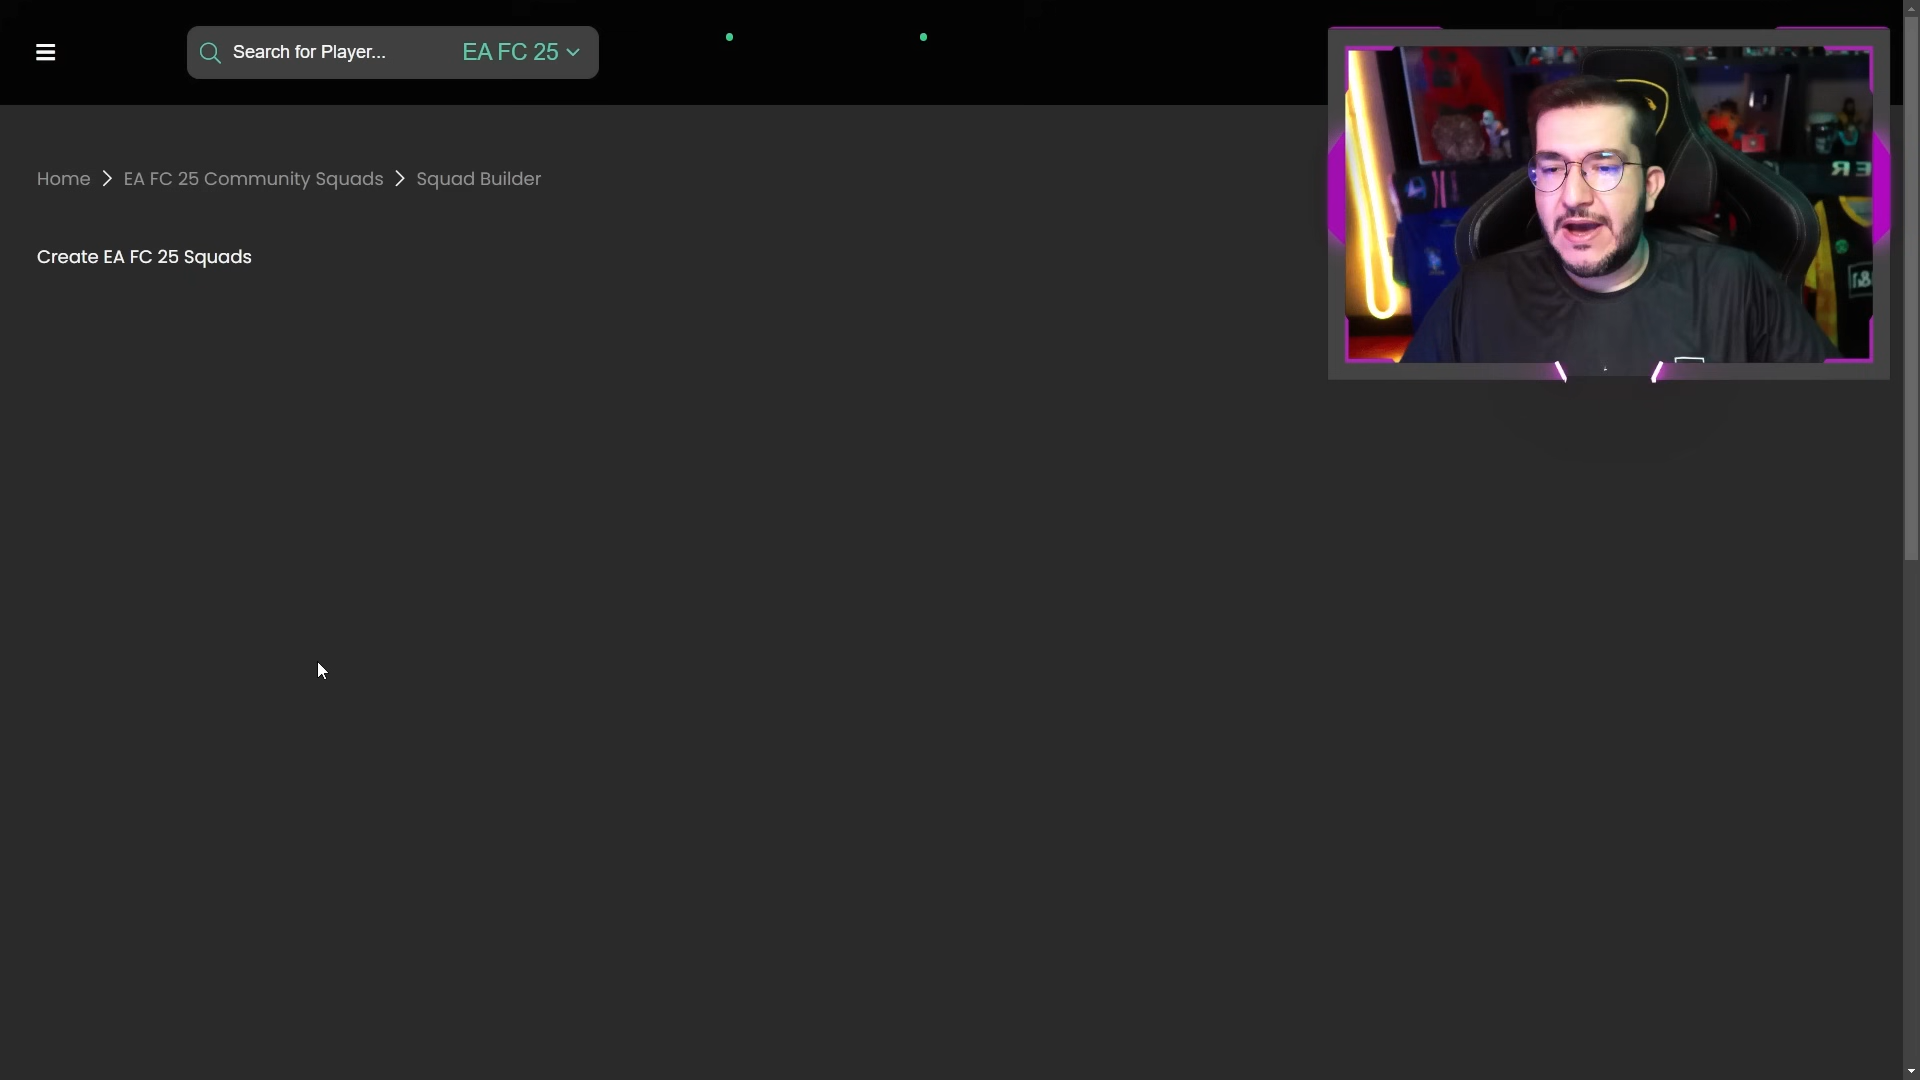 Search for Player... EA FC 25
Home > EA FC 25 Community Squads > Squad Builder
Create EA FC 25 Squads